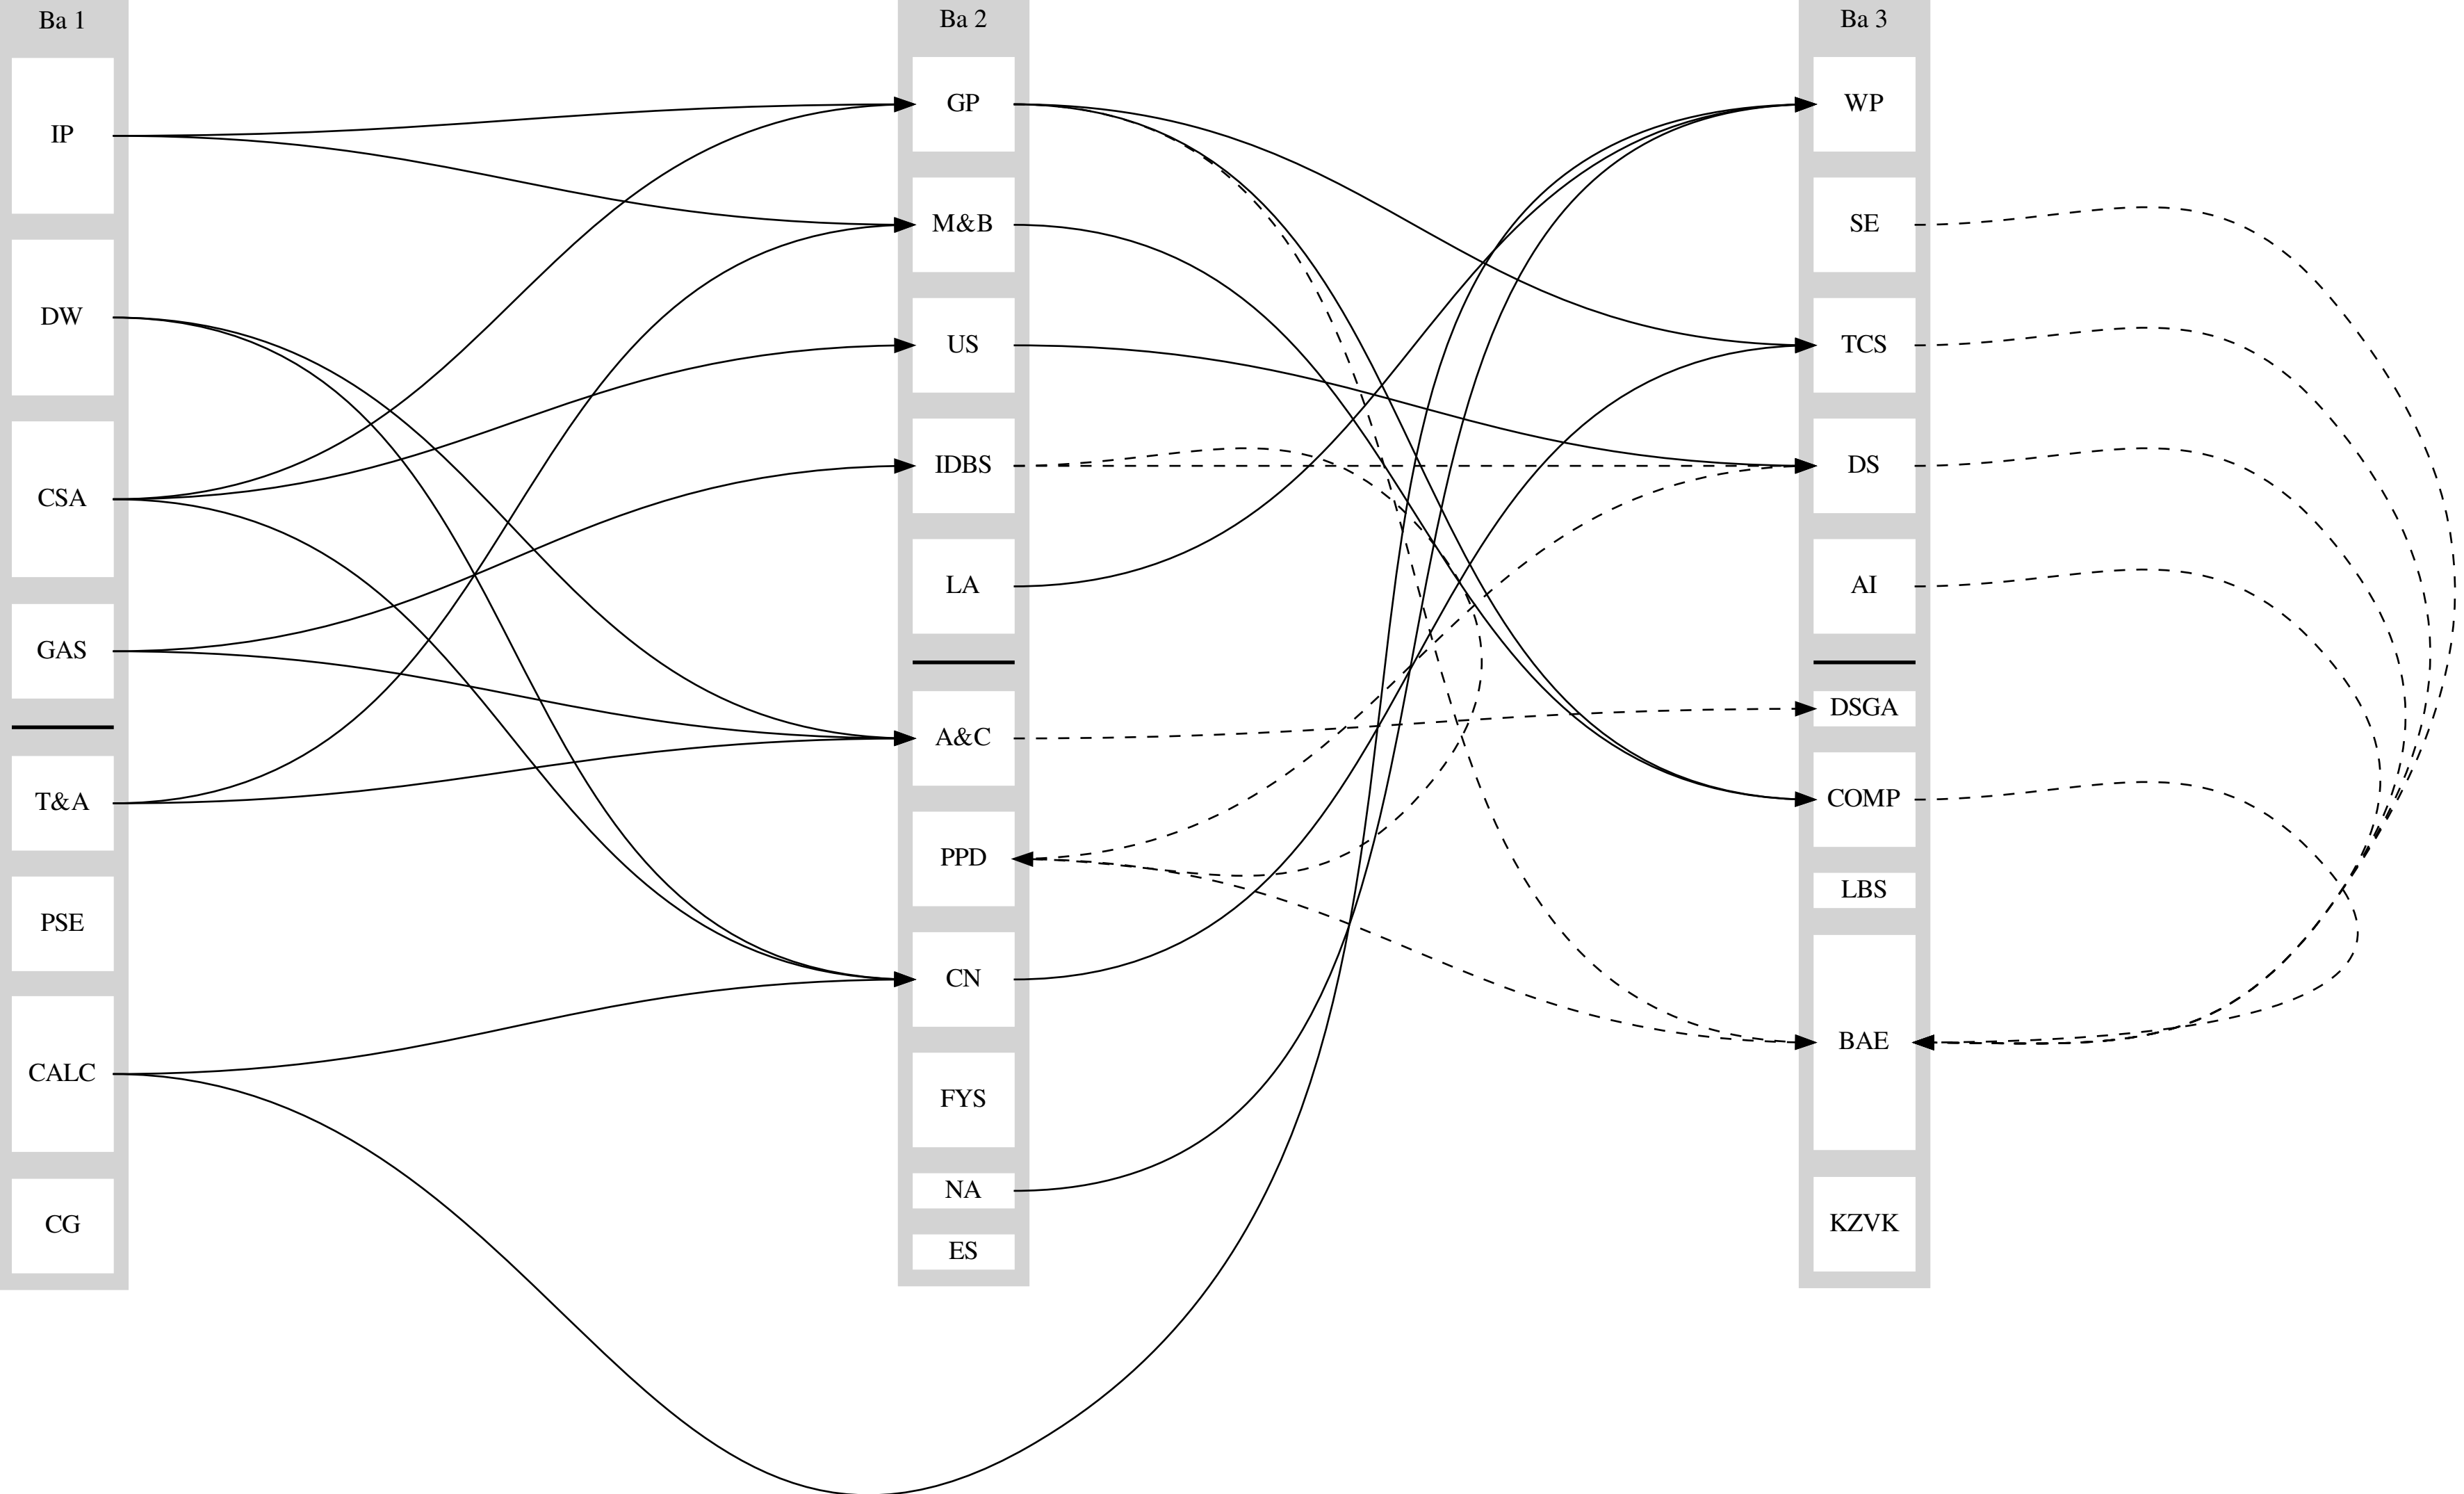 Ba 1
IP
DW
CSA
GAS
T&A
PSE
CALC
CG
Ba 2
GP
M&B
US
IDBS
LA
A&C
PPD
CN
FYS
NA
ES
Ba 3
WP
SE
TCS
DS
AI
DSGA
COMP
LBS
BAE
KZVK